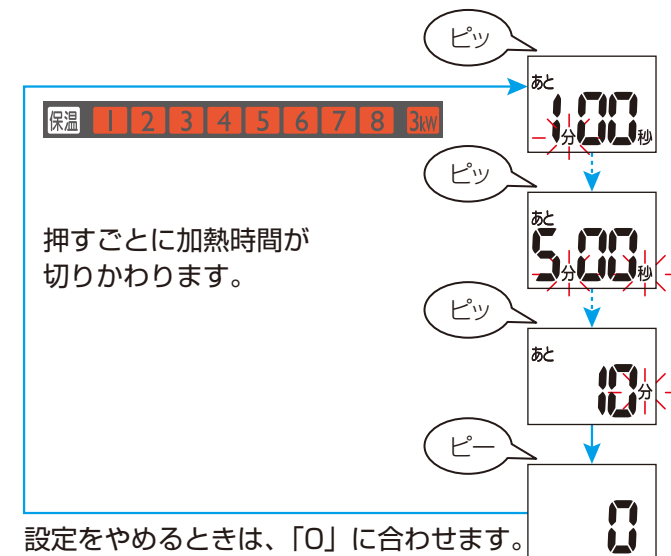 ピッ
あと
1分00秒
保温 1 2 3 4 5 6 7 8 3kW
ピッ
あと
5分00秒
押すごとに加熱時間が
切りかわります。
ピッ
あと
10分
ピー
0
設定をやめるときは、「0」に合わせます。